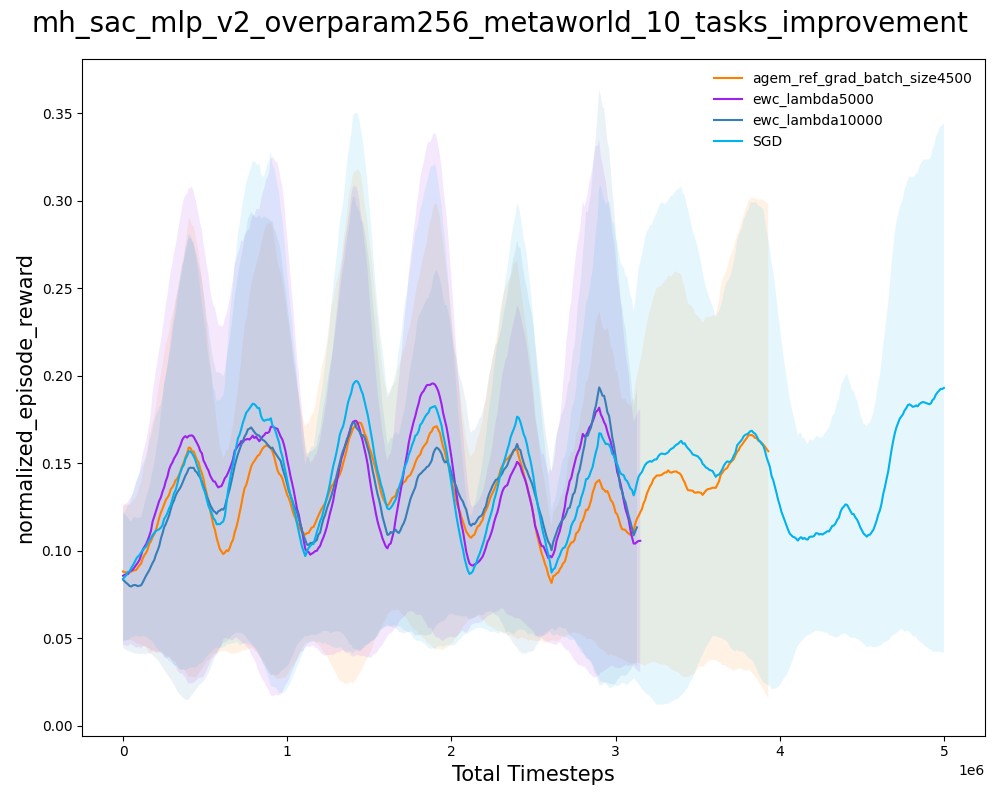 mh_sac_mlp_v2_overparam256_metaworld_10_tasks_improvement
agem_ref_grad_batch_size4500
ewc_lambda5000
ewc_lambda10000
SGD
normalized_episode_reward
0.35
0.30
0.25
0.20
0.15
0.10
0.05
0.00
0 1 2 3 4 5
1e6
Total Timesteps